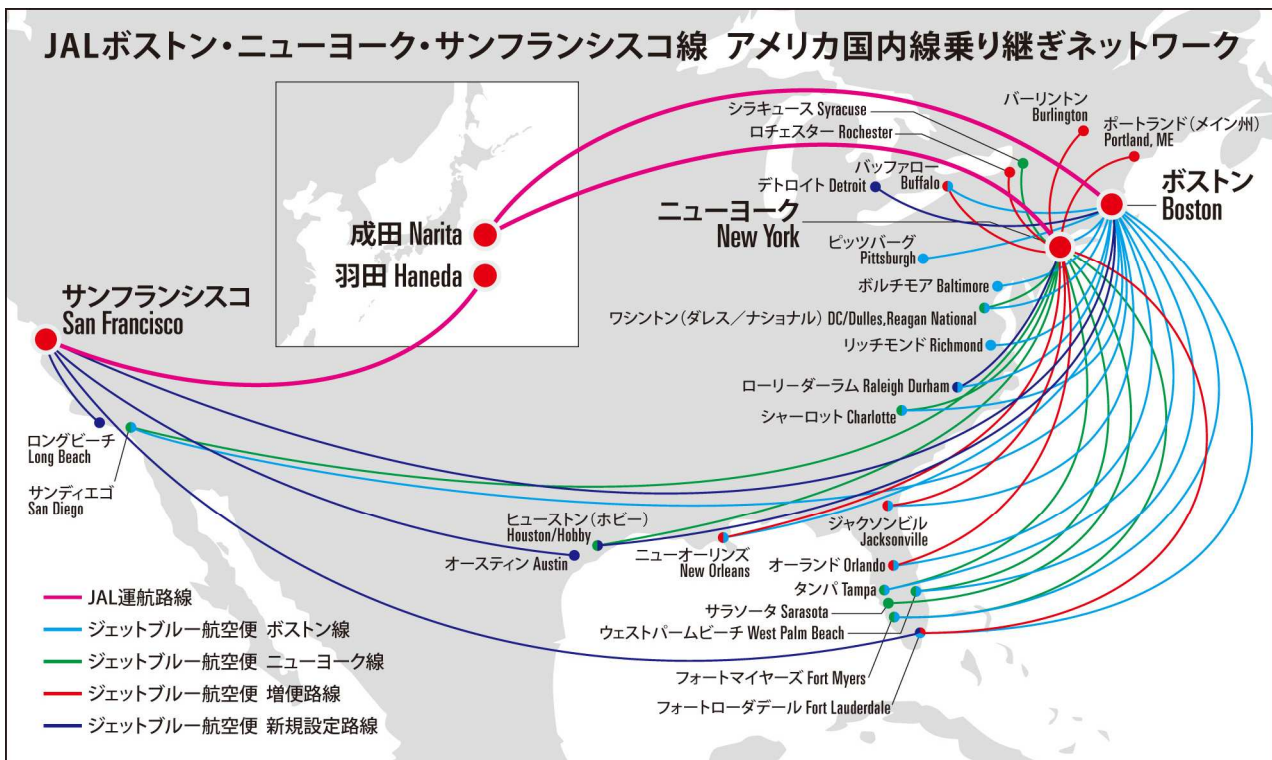 JALボストン・ニューヨーク・サンフランシスコ線 アメリカ国内線乗り継ぎネットワーク
シラキュース Syracuse
ロチェスター Rochester
バーリントン
Burlington
ポートランド(メイン州)
Portland, ME
バッファロー
Buffalo
デトロイト Detroit
ボストン
Boston
ニューヨーク
New York
成田 Narita
羽田 Haneda
ピッツバーグ
Pittsburgh
ボルチモア Baltimore
サンフランシスコ
San Francisco
ワシントン(ダレス/ナショナル) DC/Dulles,Reagan National
リッチモンド Richmond
ローリーダーラム Raleigh Durham
シャーロット Charlotte
ロングビーチ
Long Beach
サンディエゴ
San Diego
ヒューストン(ホビー)
Houston/Hobby
オースティン Austin
ニューオーリンズ
New Orleans
ジャクソンビル
Jacksonville
オーランド Orlando
タンパ Tampa
サラソータ Sarasota
ウェストパームビーチ West Palm Beach
フォートマイヤーズ Fort Myers
フォートローダデール Fort Lauderdale
JAL運航路線
ジェットブルー航空便 ボストン線
ジェットブルー航空便 ニューヨーク線
ジェットブルー航空便 増便路線
ジェットブルー航空便 新規設定路線